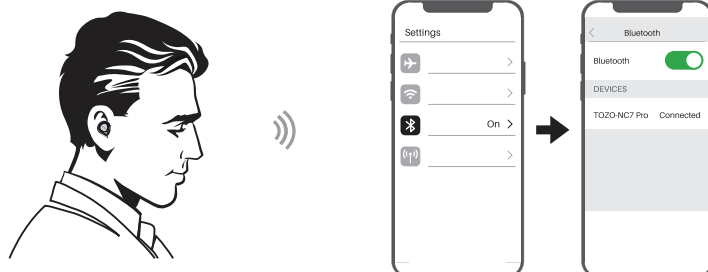 Settings
On
Bluetooth
Bluetooth
DEVICES
TOZO-NC7 Pro Connected